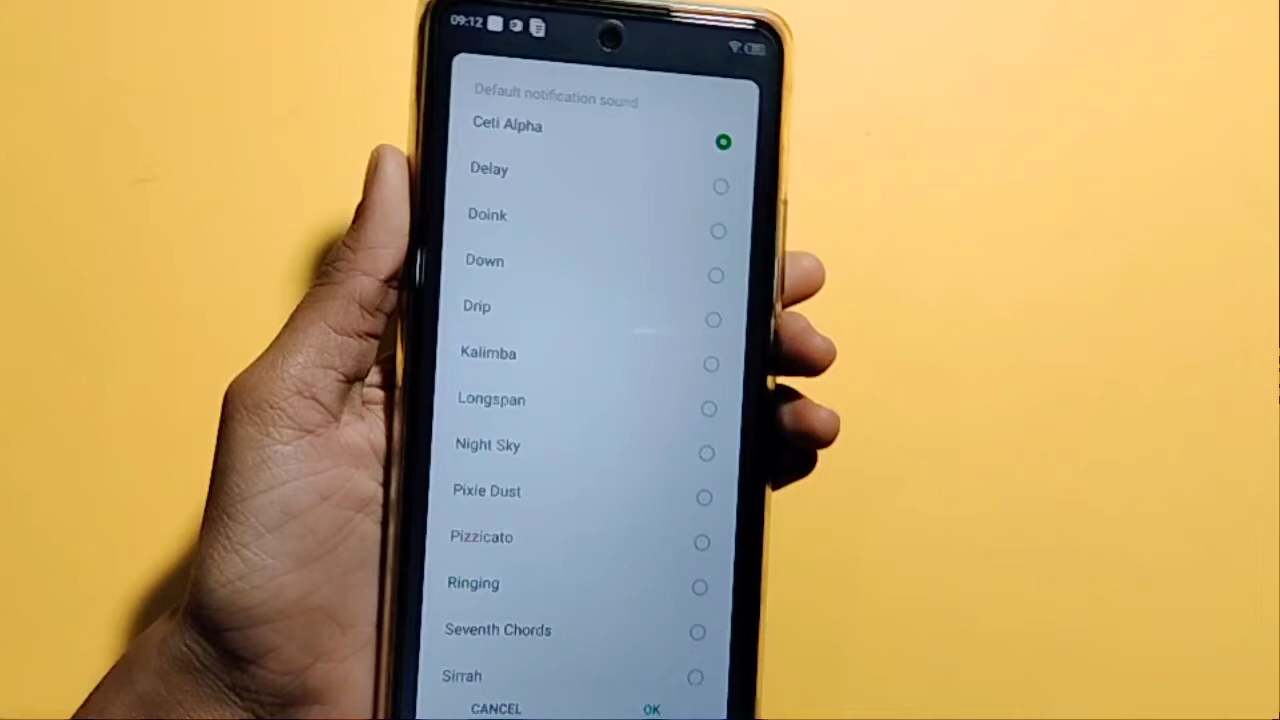 09:12
Default notification sound
Ceti Alpha
Delay
Doink
Down
Drip
Kalimba
Longspan
Night Sky
Pixie Dust
Pizzicato
Ringing
Seventh Chords
Sirrah
CANCEL OK